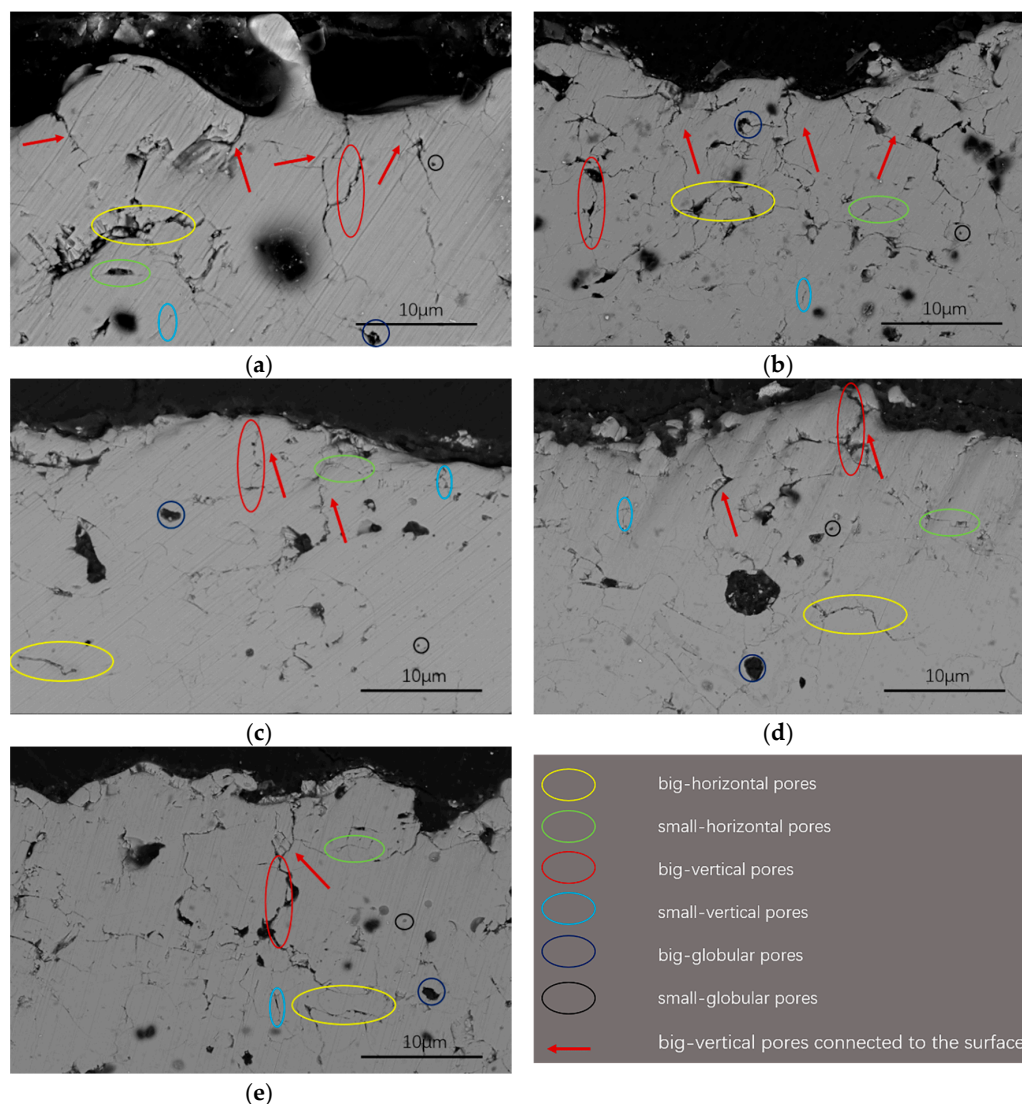 10μm
(a)
10μm
(b)
10μm
(c)
10μm
(d)
10μm
(e)
big-horizontal pores
small-horizontal pores
big-vertical pores
small-vertical pores
big-globular pores
small-globular pores
big-vertical pores connected to the surface